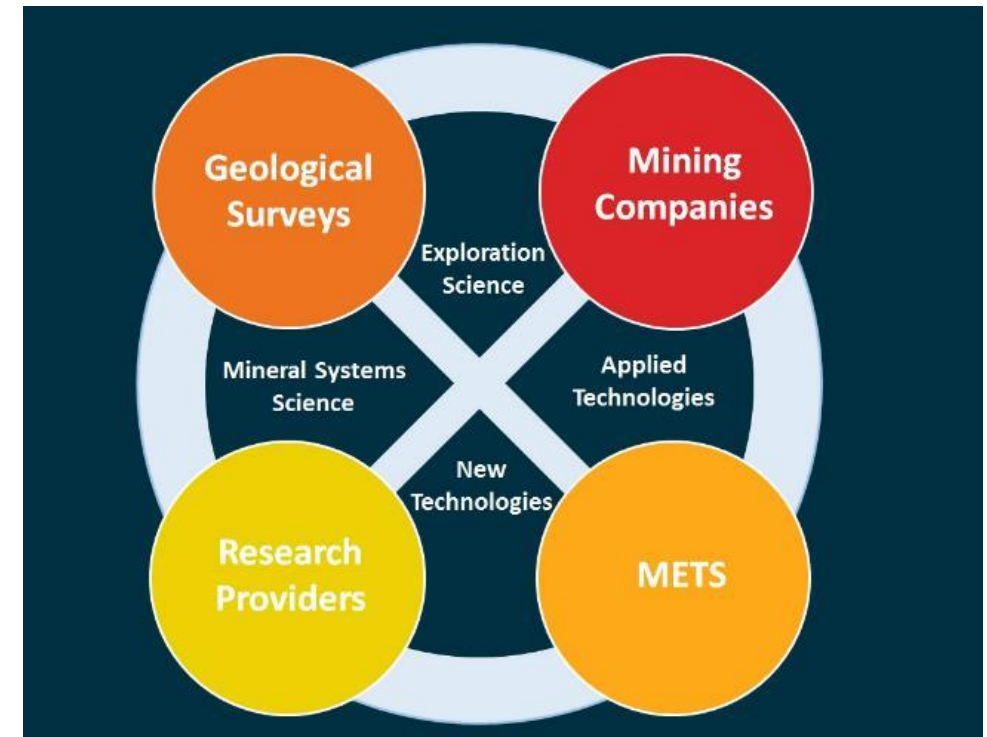 Geological
Surveys
Mining
Companies
Exploration
Science
Mineral Systems
Science
Applied
Technologies
New
Technologies
Research
Providers
METS